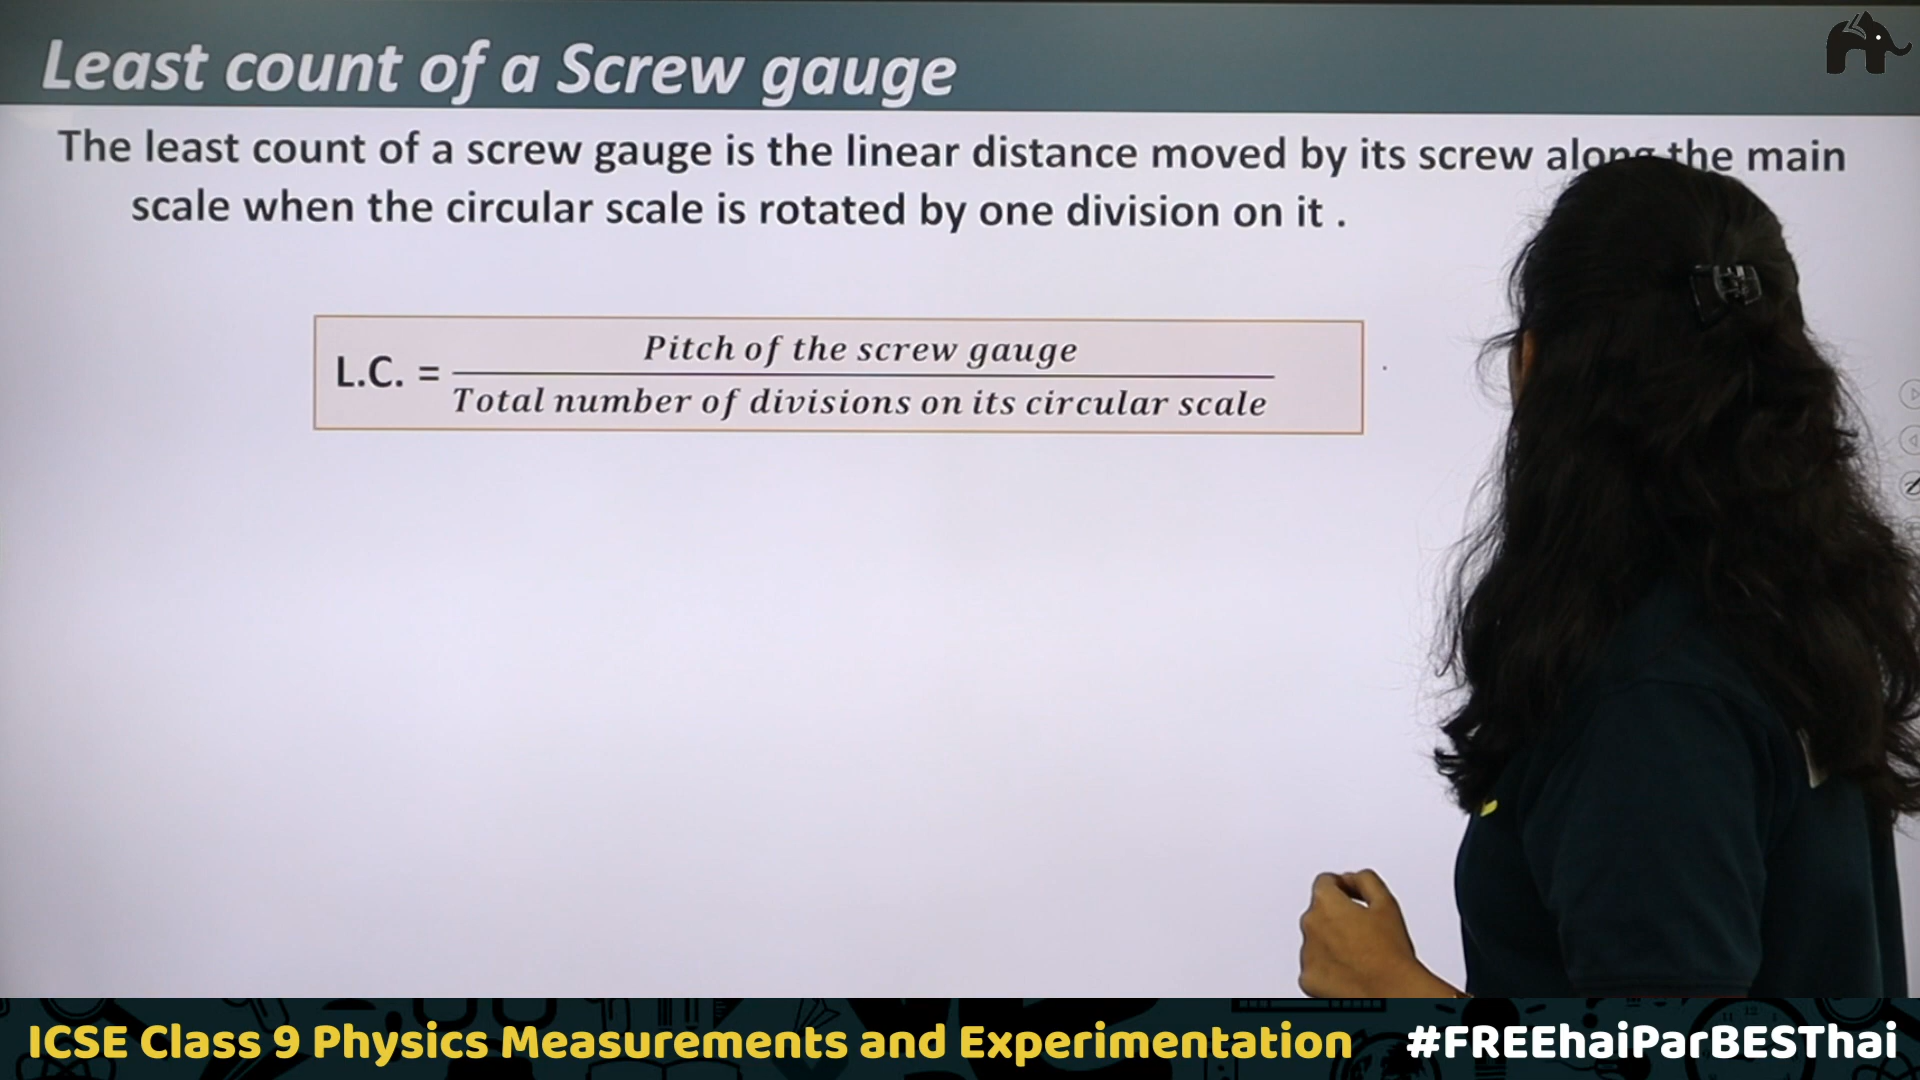 Least count of a Screw gauge
The least count of a screw gauge is the linear distance moved by its screw along the main
scale when the circular scale is rotated by one division on it .
Pitch of the screw gauge
L.C. =
Total number of divisions on its circular scale
ICSE Class 9 Physics Measurements and Experimentation #FREEhaiParBESThai